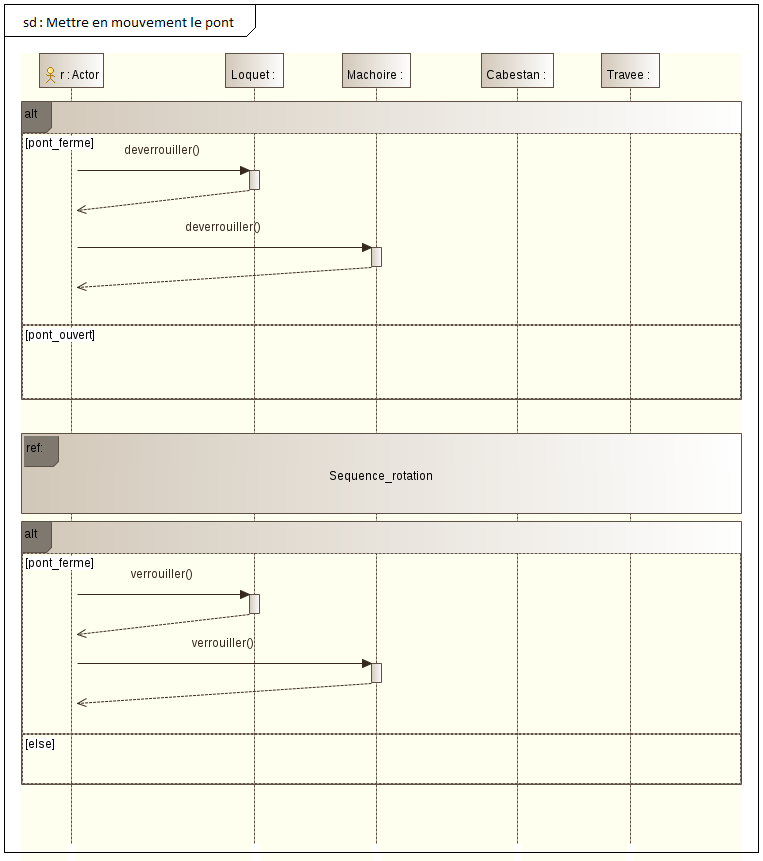 sd : Mettre en mouvement le pont
r : Actor
Loquet :
Machoire :
Cabestan :
Travee :
alt
[pont_ferme]
deverrouiller()
deverrouiller()
[pont_ouvert]
ref:
Sequence_rotation
alt
[pont_ferme]
verrouiller()
verrouiller()
[else]